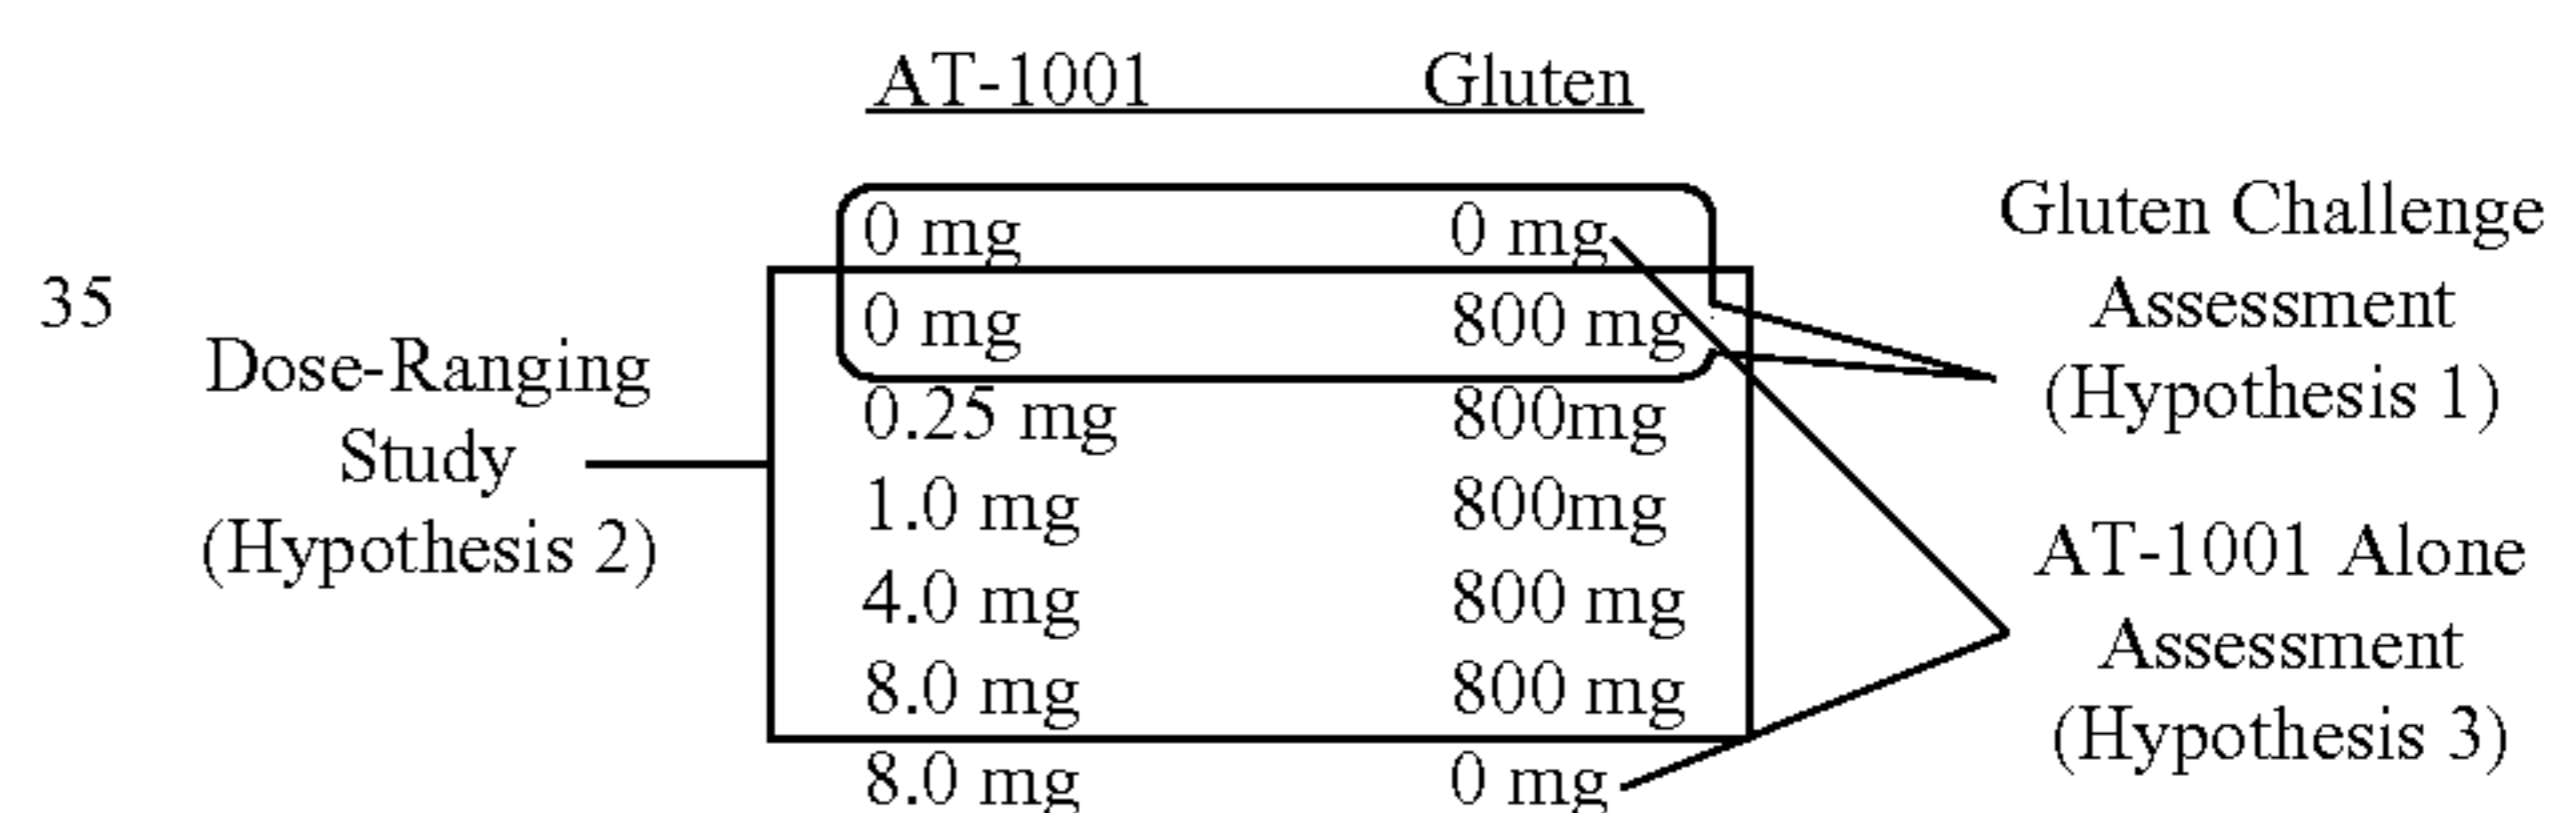 AT-1001 Gluten
0 mg 0 mg
0 mg 800 mg
0.25 mg 800mg
1.0 mg 800mg
4.0 mg 800 mg
8.0 mg 800 mg
8.0 mg 0 mg
35
Dose-Ranging
Study
(Hypothesis 2)
Gluten Challenge
Assessment
(Hypothesis 1)
AT-1001 Alone
Assessment
(Hypothesis 3)